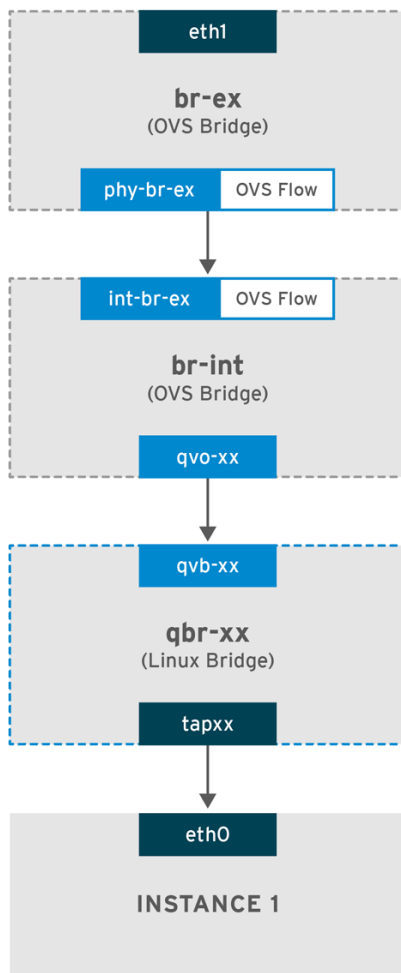 eth1
br-ex
(OVS Bridge)
phy-br-ex OVS Flow
int-br-ex OVS Flow
br-int
(OVS Bridge)
qvo-xx
qvb-xx
qbr-xx
(Linux Bridge)
tapxx
eth0
INSTANCE 1